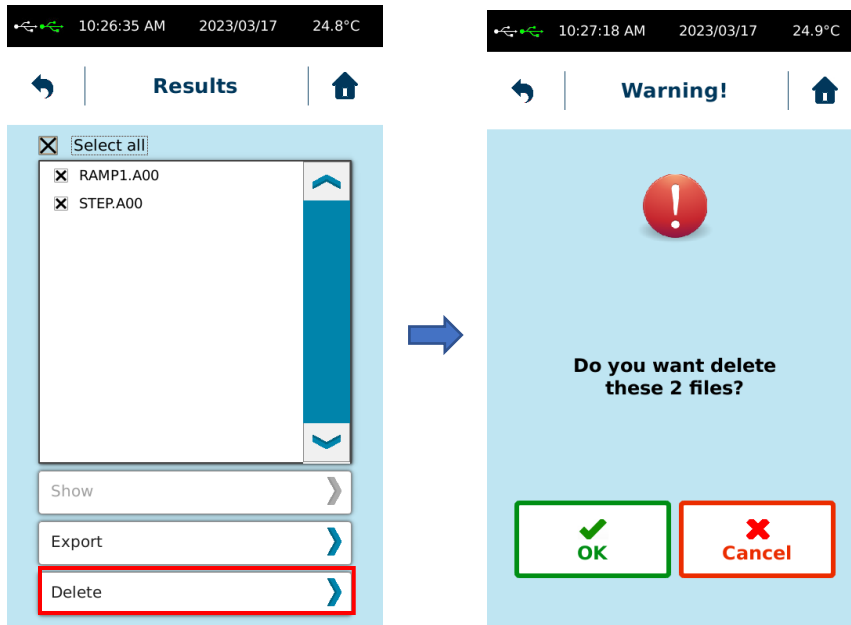 10:26:35 AM 2023/03/17 24.8°C
Results
Select all
RAMP1.A00
STEP.A00
Show
Export
Delete
10:27:18 AM 2023/03/17 24.9°C
Warning!
Do you want delete
these 2 files?
OK
Cancel